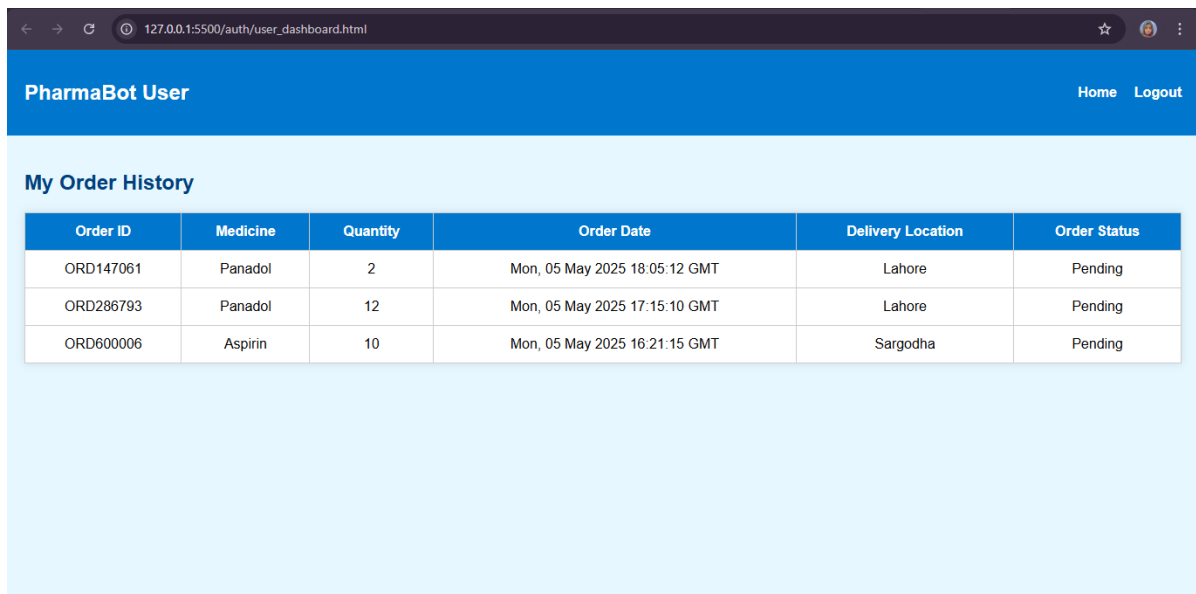 127.0.0.1:5500/auth/user_dashboard.html
PharmaBot User Home Logout
My Order History
Order ID Medicine Quantity Order Date Delivery Location Order Status
ORD147061 Panadol 2 Mon, 05 May 2025 18:05:12 GMT Lahore Pending
ORD286793 Panadol 12 Mon, 05 May 2025 17:15:10 GMT Lahore Pending
ORD600006 Aspirin 10 Mon, 05 May 2025 16:21:15 GMT Sargodha Pending